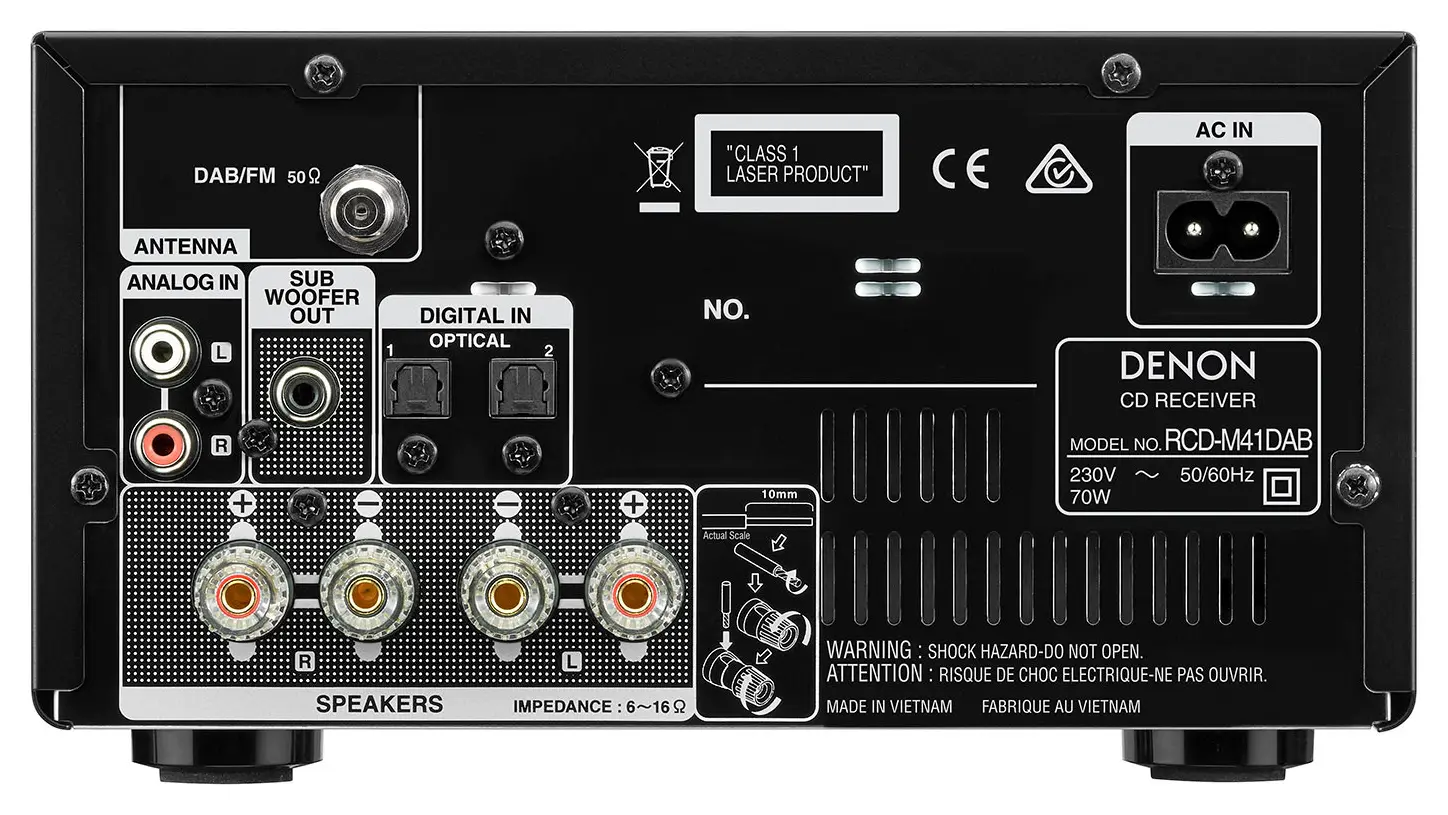 DAB/FM 50Ω
ANTENNA
"CLASS 1
LASER PRODUCT"
CE
AC IN
ANALOG IN
L
R
SUB
WOOFER
OUT
DIGITAL IN
OPTICAL
1 2
NO.
DENON
CD RECEIVER
MODEL NO. RCD-M41DAB
230V ～ 50/60Hz
70W
+ − − +
R L
SPEAKERS IMPEDANCE : 6～16Ω
10mm
Actual Scale
WARNING : SHOCK HAZARD-DO NOT OPEN.
ATTENTION : RISQUE DE CHOC ELECTRIQUE-NE PAS OUVRIR.
MADE IN VIETNAM FABRIQUE AU VIETNAM